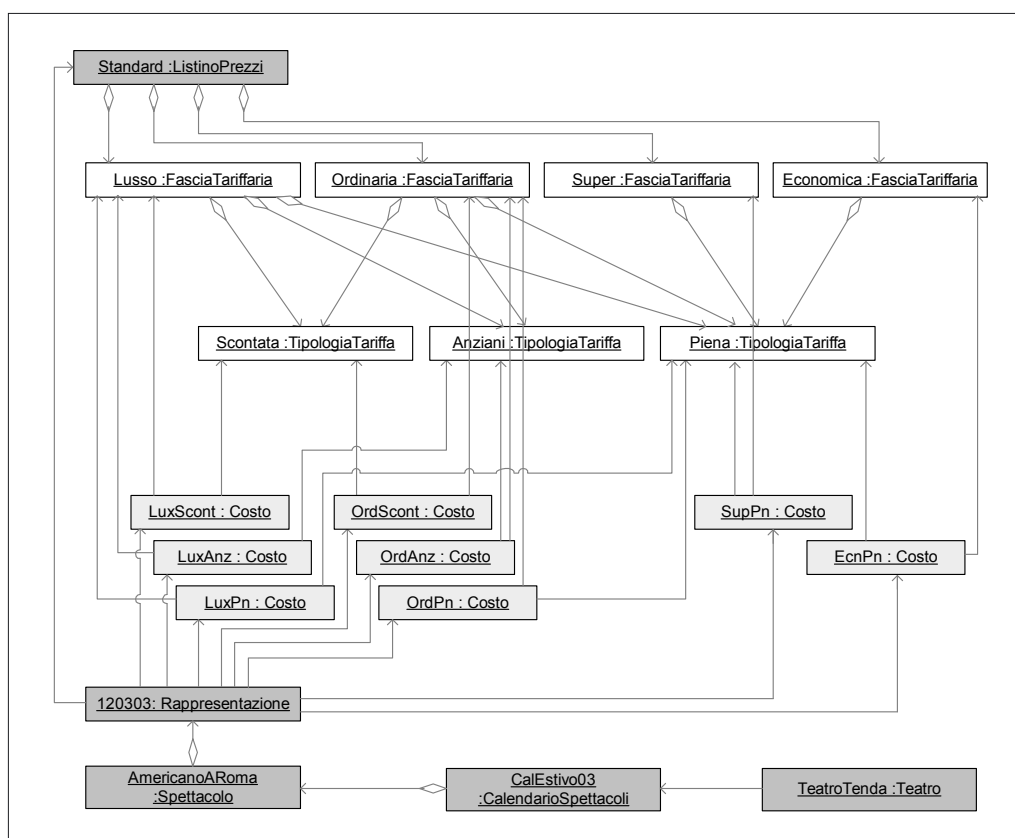 Standard :ListinoPrezzi
Lusso :FasciaTariffaria
Ordinaria :FasciaTariffaria
Super :FasciaTariffaria
Economica :FasciaTariffaria
Scontata :TipologiaTariffa
Anziani :TipologiaTariffa
Piena :TipologiaTariffa
LuxScont : Costo
OrdScont : Costo
SupPn : Costo
LuxAnz : Costo
OrdAnz : Costo
EcnPn : Costo
LuxPn : Costo
OrdPn : Costo
120303: Rappresentazione
AmericanoARoma
:Spettacolo
CalEstivo03
:CalendarioSpettacoli
TeatroTenda :Teatro